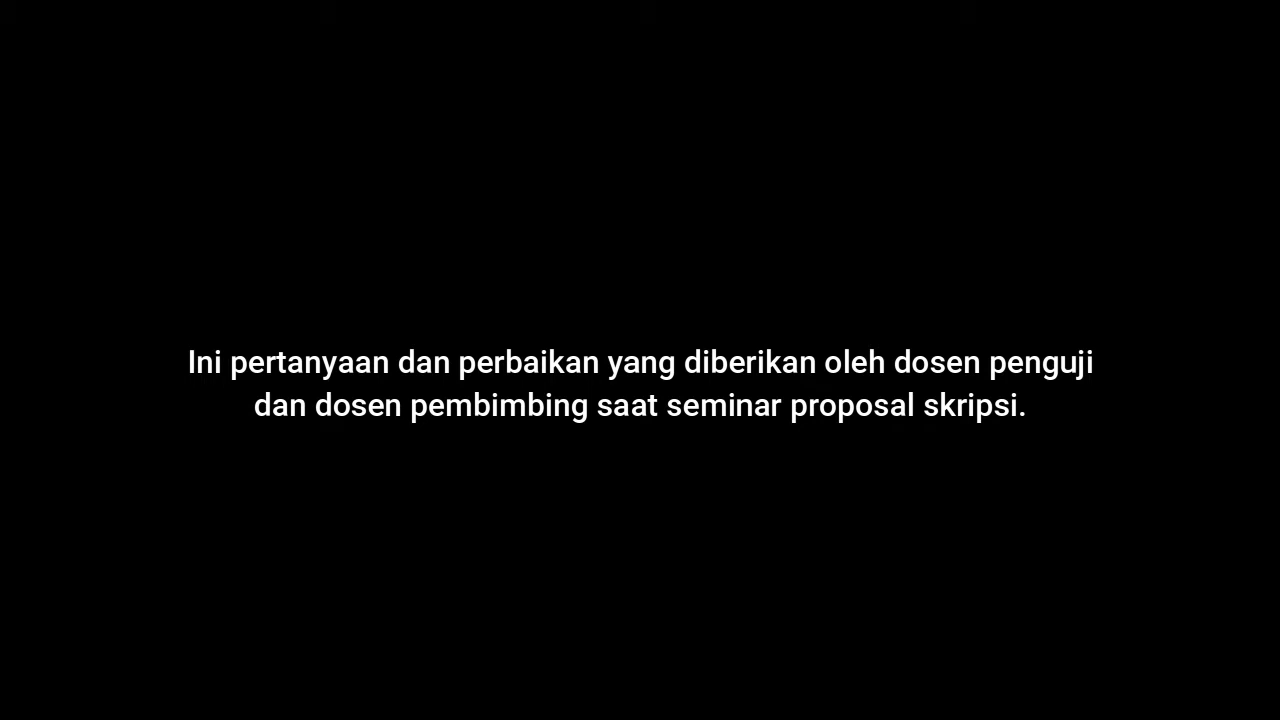 Ini pertanyaan dan perbaikan yang diberikan oleh dosen penguji
dan dosen pembimbing saat seminar proposal skripsi.